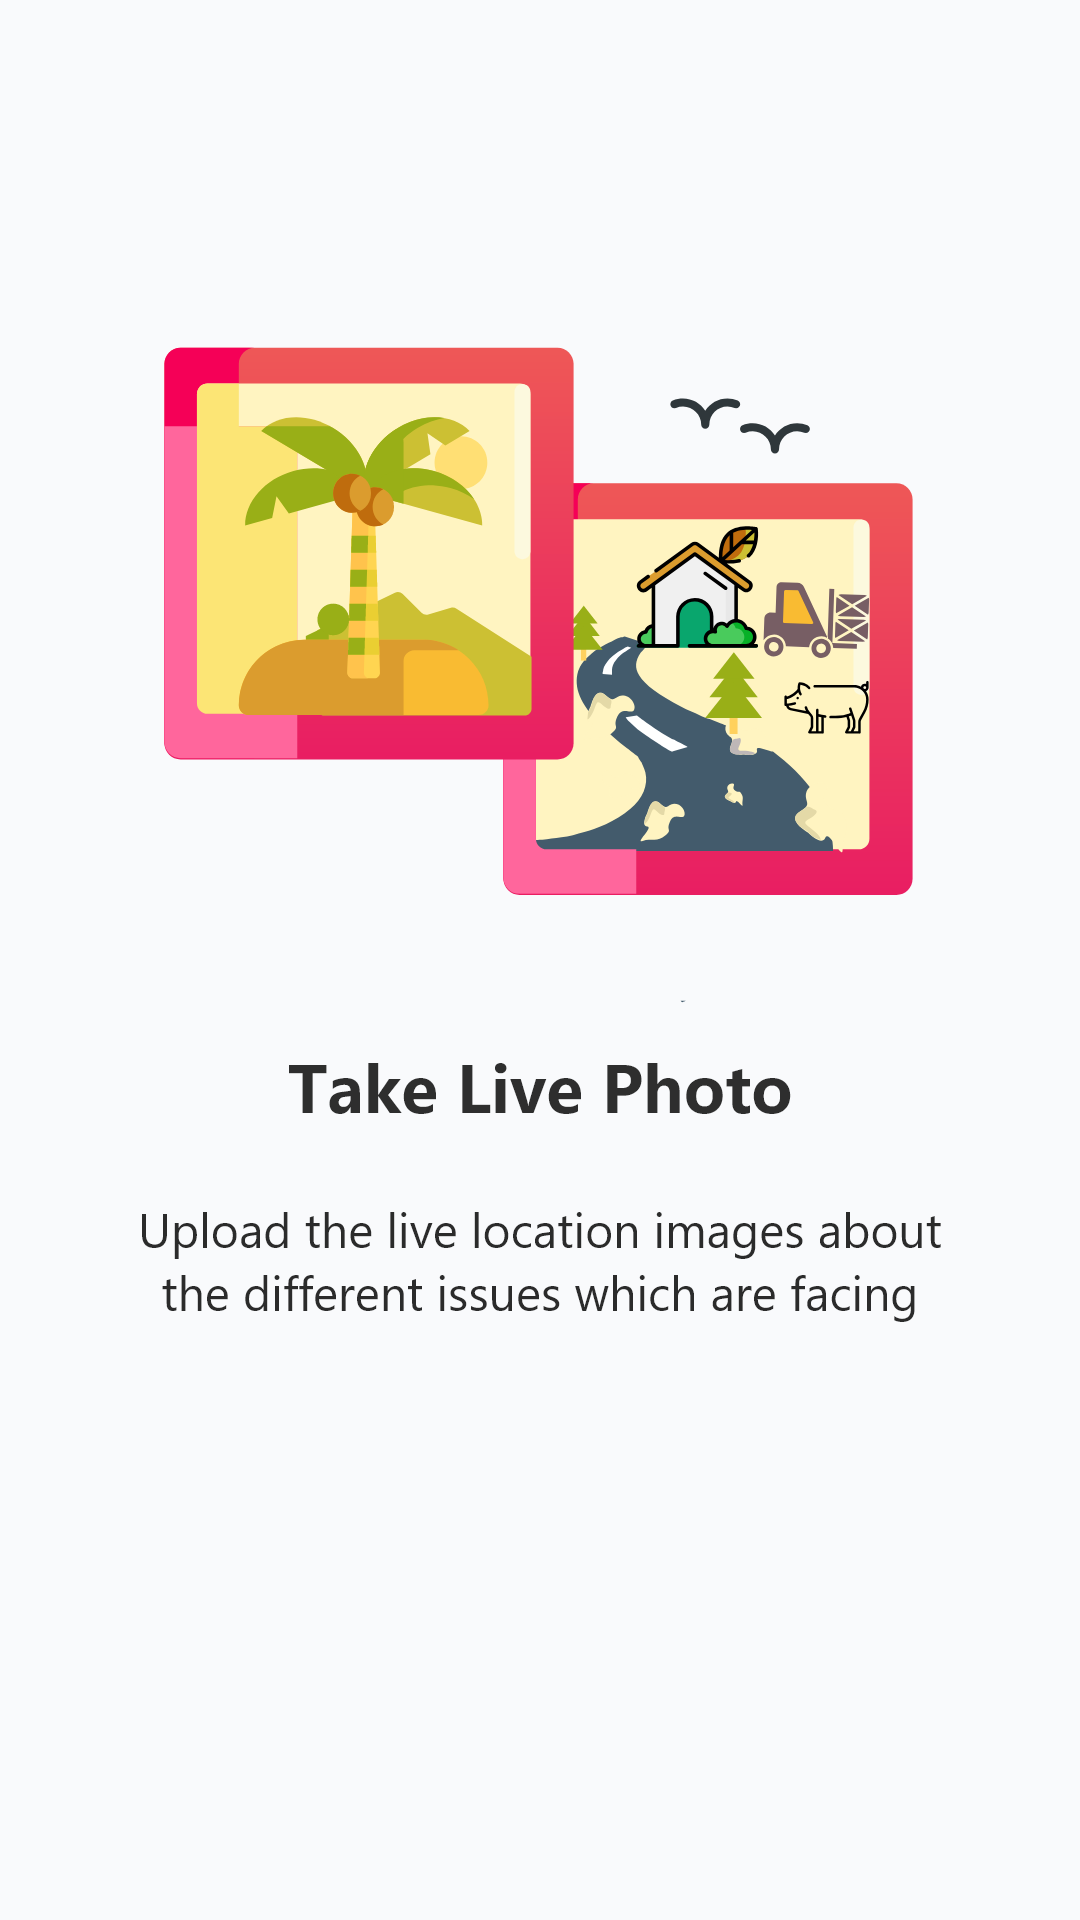 Take Live Photo
Upload the live location images about
the different issues which are facing